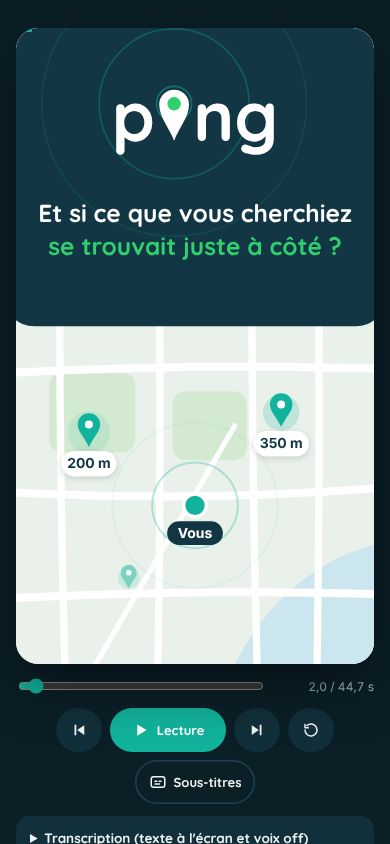 ping
Et si ce que vous cherchiez
se trouvait juste à côté ?
200 m
350 m
Vous
2,0 / 44,7 s
Lecture
Sous-titres
Transcription (texte à l'écran et voix off)